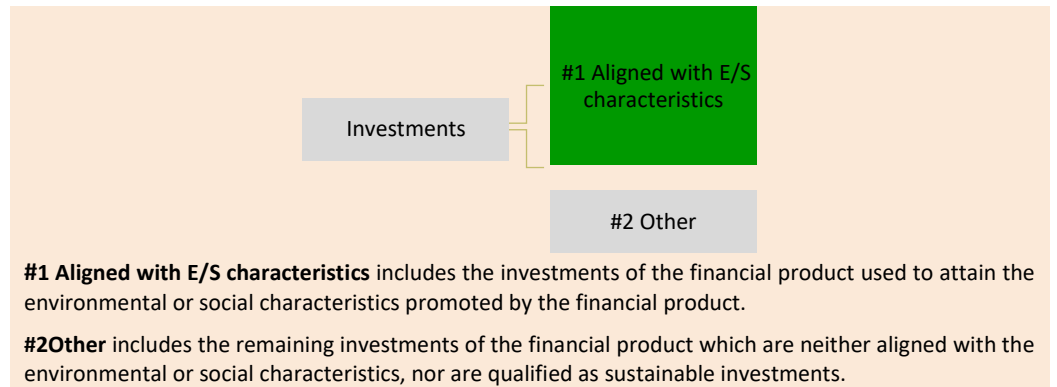 #1 Aligned with E/S
characteristics
Investments
#2 Other
#1 Aligned with E/S characteristics includes the investments of the financial product used to attain the
environmental or social characteristics promoted by the financial product.
#2Other includes the remaining investments of the financial product which are neither aligned with the
environmental or social characteristics, nor are qualified as sustainable investments.